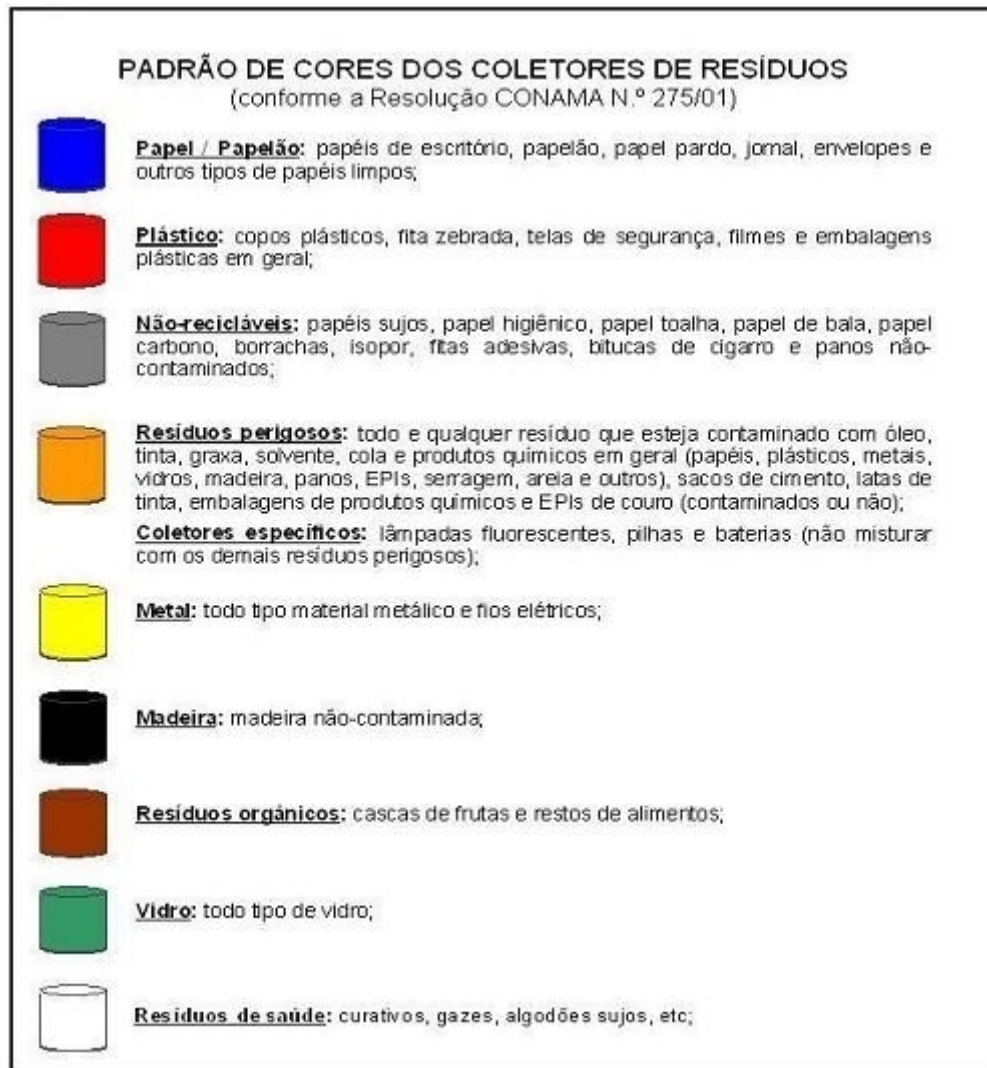 PADRÃO DE CORES DOS COLETORES DE RESÍDUOS
(conforme a Resolução CONAMA N.º 275/01)
Papel / Papelão: papéis de escritório, papelão, papel pardo, jornal, envelopes e
outros tipos de papéis limpos;
Plástico: copos plásticos, fita zebrada, telas de segurança, filmes e embalagens
plásticas em geral;
Não-recicláveis: papéis sujos, papel higiênico, papel toalha, papel de bala, papel
carbono, borrachas, isopor, fitas adesivas, bitucas de cigarro e panos não-
contaminados;
Resíduos perigosos: todo e qualquer resíduo que esteja contaminado com óleo,
tinta, graxa, solvente, cola e produtos químicos em geral (papéis, plásticos, metais,
vidros, madeira, panos, EPIs, serragem, areia e outros), sacos de cimento, latas de
tinta, embalagens de produtos químicos e EPIs de couro (contaminados ou não);
Coletores específicos: lâmpadas fluorescentes, pilhas e baterias (não misturar
com os demais resíduos perigosos);
Metal: todo tipo material metálico e fios elétricos;
Madeira: madeira não-contaminada;
Resíduos orgânicos: cascas de frutas e restos de alimentos;
Vidro: todo tipo de vidro;
Resíduos de saúde: curativos, gazes, algodões sujos, etc;